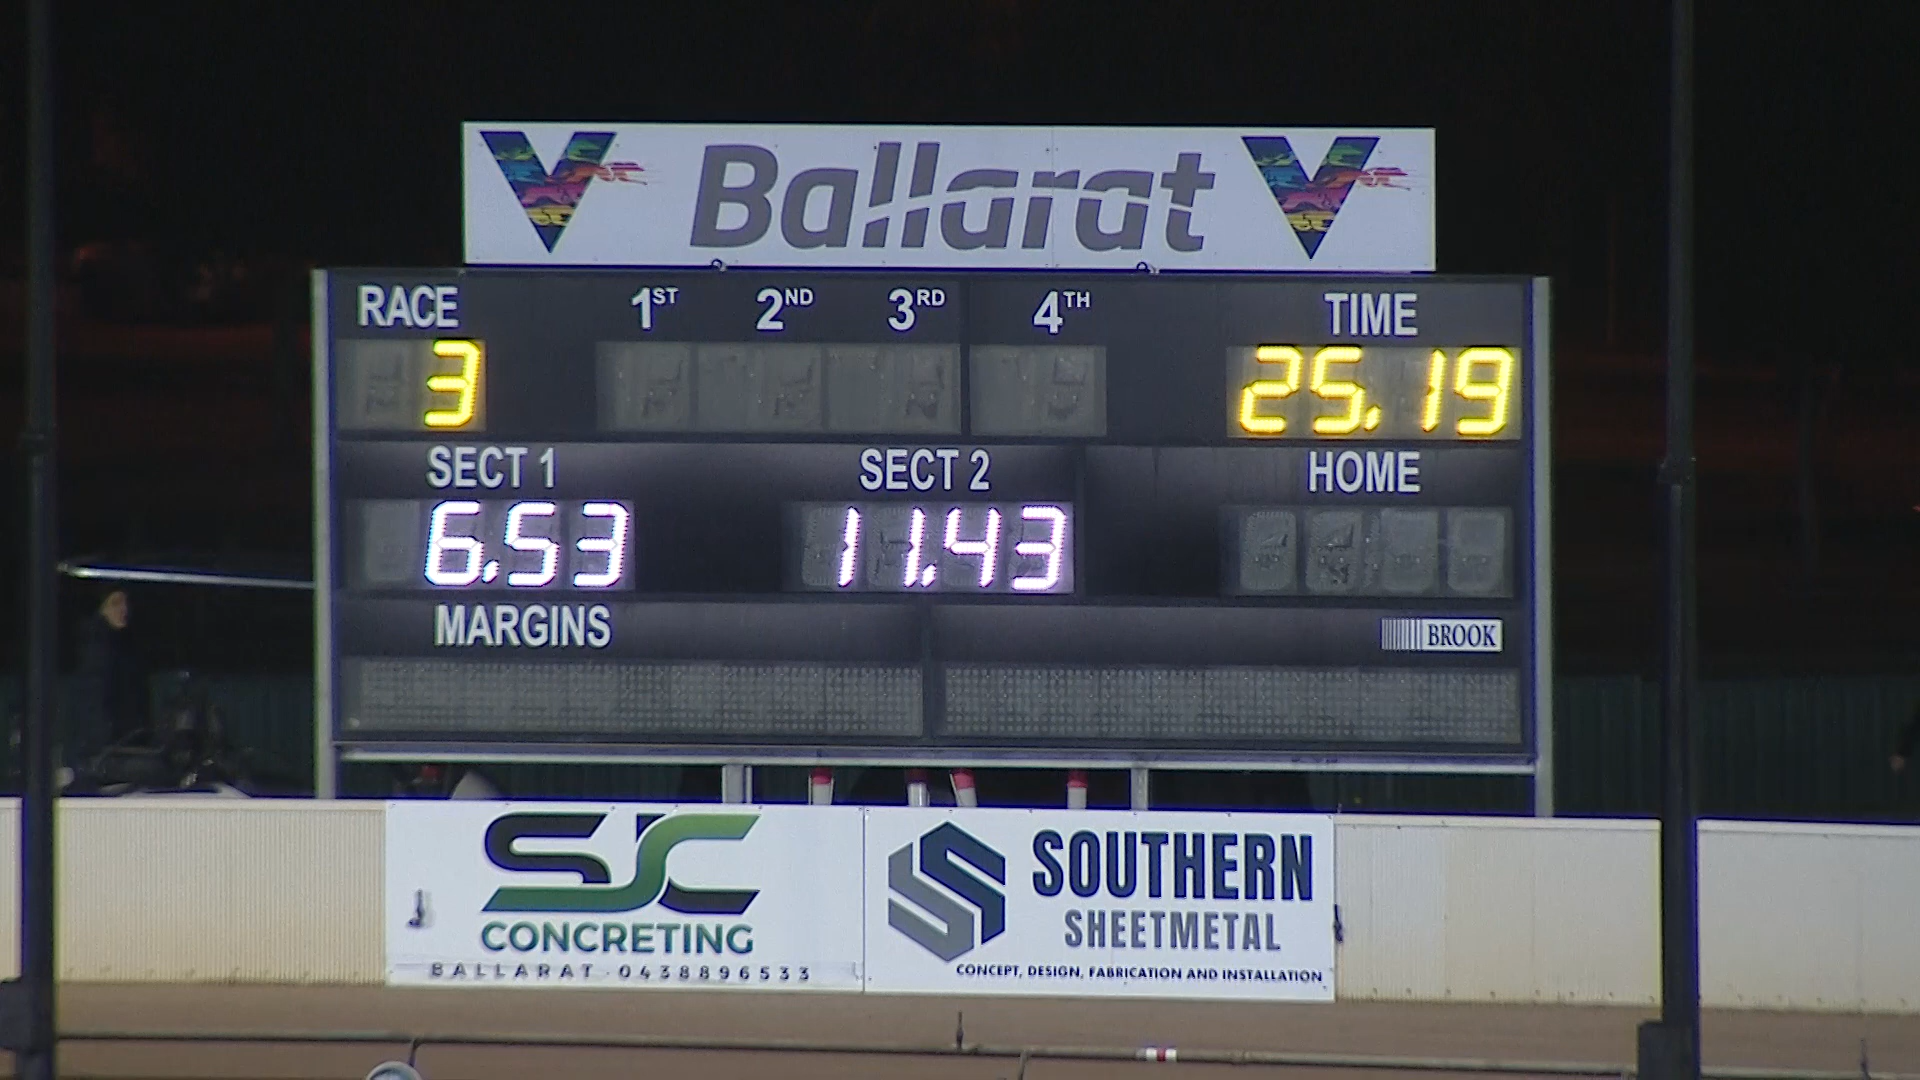 Ballarat
RACE 1ST 2ND 3RD 4TH TIME
3 25.19
SECT 1 SECT 2 HOME
6.53 11.43
MARGINS
BROOK
SJC
CONCRETING
BALLARAT · 0438896533
SOUTHERN
SHEETMETAL
CONCEPT, DESIGN, FABRICATION AND INSTALLATION